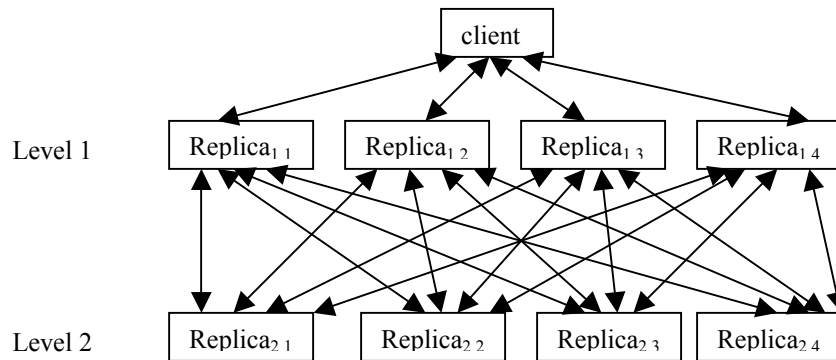 client
Level 1
Replica1.1
Replica1.2
Replica1.3
Replica1.4
Level 2
Replica2.1
Replica2.2
Replica2.3
Replica2.4